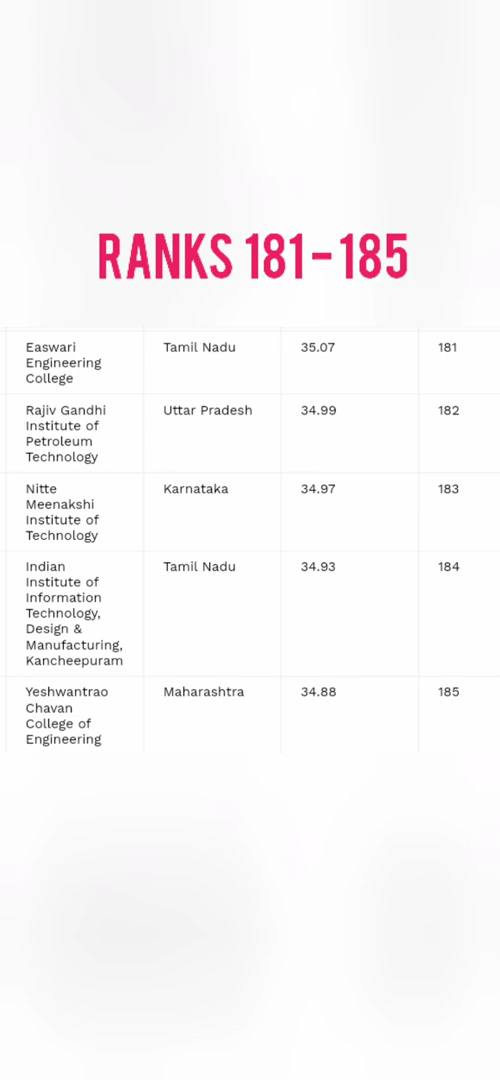 RANKS 181-185
Easwari Tamil Nadu 35.07 181
Engineering
College
Rajiv Gandhi Uttar Pradesh 34.99 182
Institute of
Petroleum
Technology
Nitte Karnataka 34.97 183
Meenakshi
Institute of
Technology
Indian Tamil Nadu 34.93 184
Institute of
Information
Technology,
Design &
Manufacturing,
Kancheepuram
Yeshwantrao Maharashtra 34.88 185
Chavan
College of
Engineering